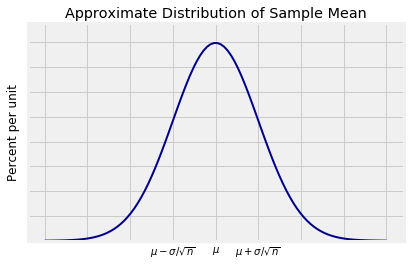 Approximate Distribution of Sample Mean
Percent per unit
μ − σ/√n μ μ + σ/√n